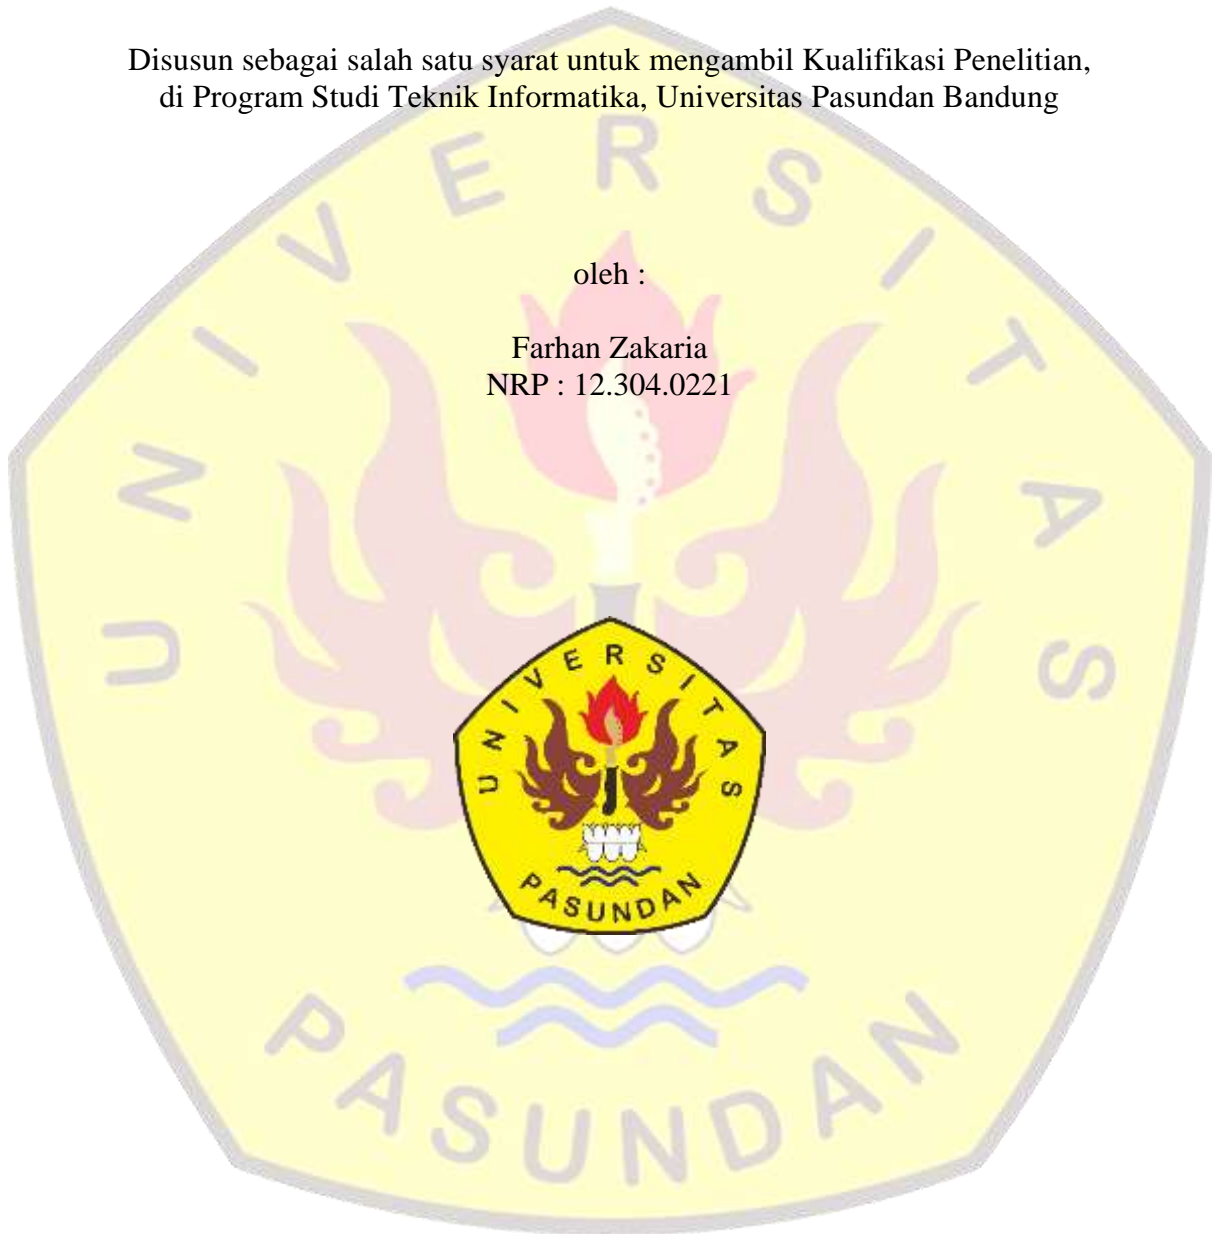 Disusun sebagai salah satu syarat untuk mengambil Kualifikasi Penelitian,
di Program Studi Teknik Informatika, Universitas Pasundan Bandung
oleh :
Farhan Zakaria
NRP : 12.304.0221
UNIVERSITAS
PASUNDAN
UNIVERSITAS
PASUNDAN